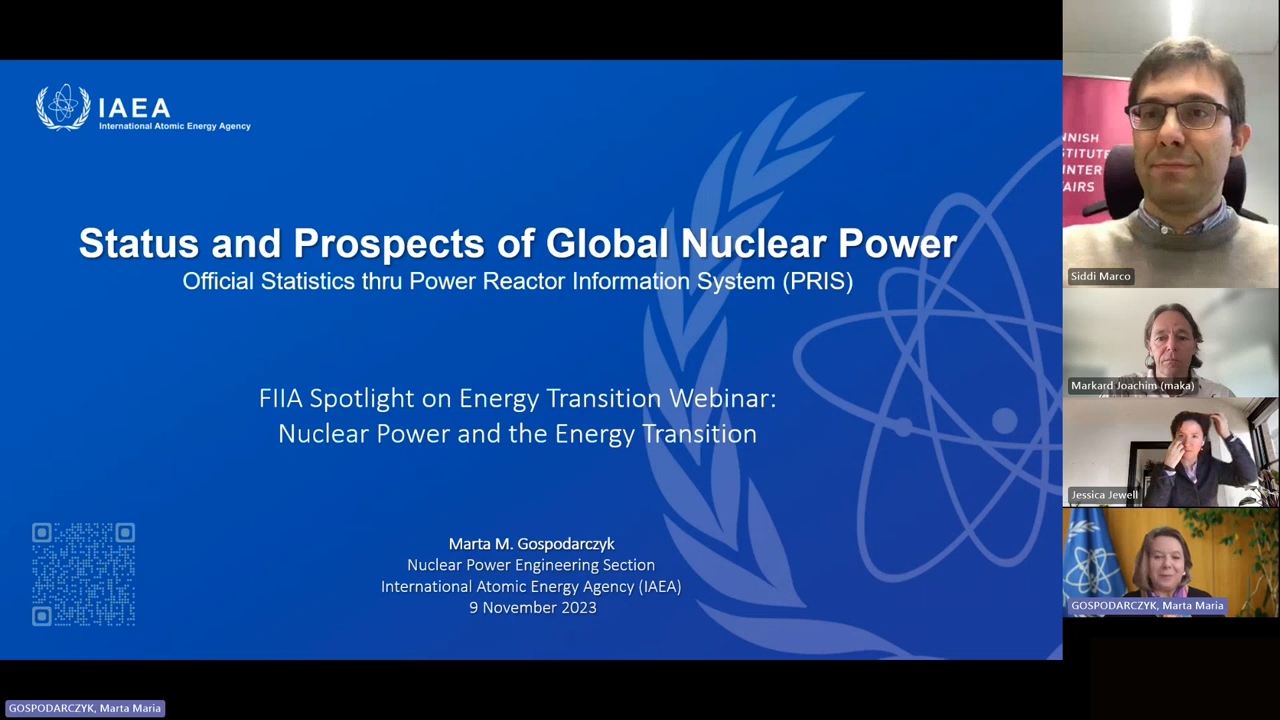 IAEA
International Atomic Energy Agency
Status and Prospects of Global Nuclear Power
Official Statistics thru Power Reactor Information System (PRIS)
FIIA Spotlight on Energy Transition Webinar:
Nuclear Power and the Energy Transition
Marta M. Gospodarczyk
Nuclear Power Engineering Section
International Atomic Energy Agency (IAEA)
9 November 2023
GOSPODARCZYK, Marta Maria
NNISH
STITUTE
INTER
AIRS
Siddi Marco
Markard Joachim (maka)
Jessica Jewell
GOSPODARCZYK, Marta Maria